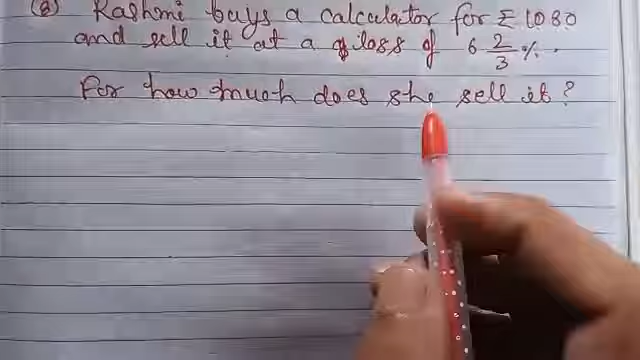 (8) Rashmi buys a calculator for ₹ 1080
and sell it at a loss of 6 2/3 %.
For how much does she sell it?